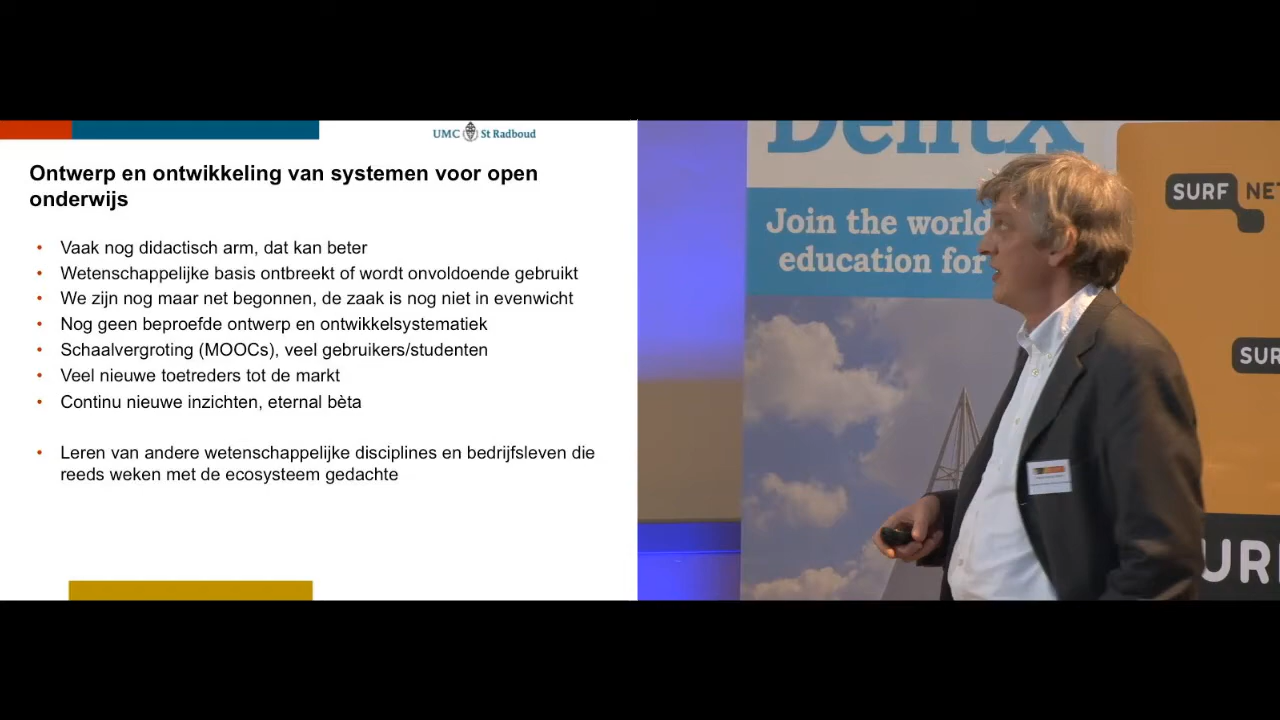 UMC St Radboud
Ontwerp en ontwikkeling van systemen voor open
onderwijs
• Vaak nog didactisch arm, dat kan beter
• Wetenschappelijke basis ontbreekt of wordt onvoldoende gebruikt
• We zijn nog maar net begonnen, de zaak is nog niet in evenwicht
• Nog geen beproefde ontwerp en ontwikkelsystematiek
• Schaalvergroting (MOOCs), veel gebruikers/studenten
• Veel nieuwe toetreders tot de markt
• Continu nieuwe inzichten, eternal bèta
• Leren van andere wetenschappelijke disciplines en bedrijfsleven die
reeds weken met de ecosysteem gedachte
DelftX
Join the world
education for
SURF NET
SUR
URF